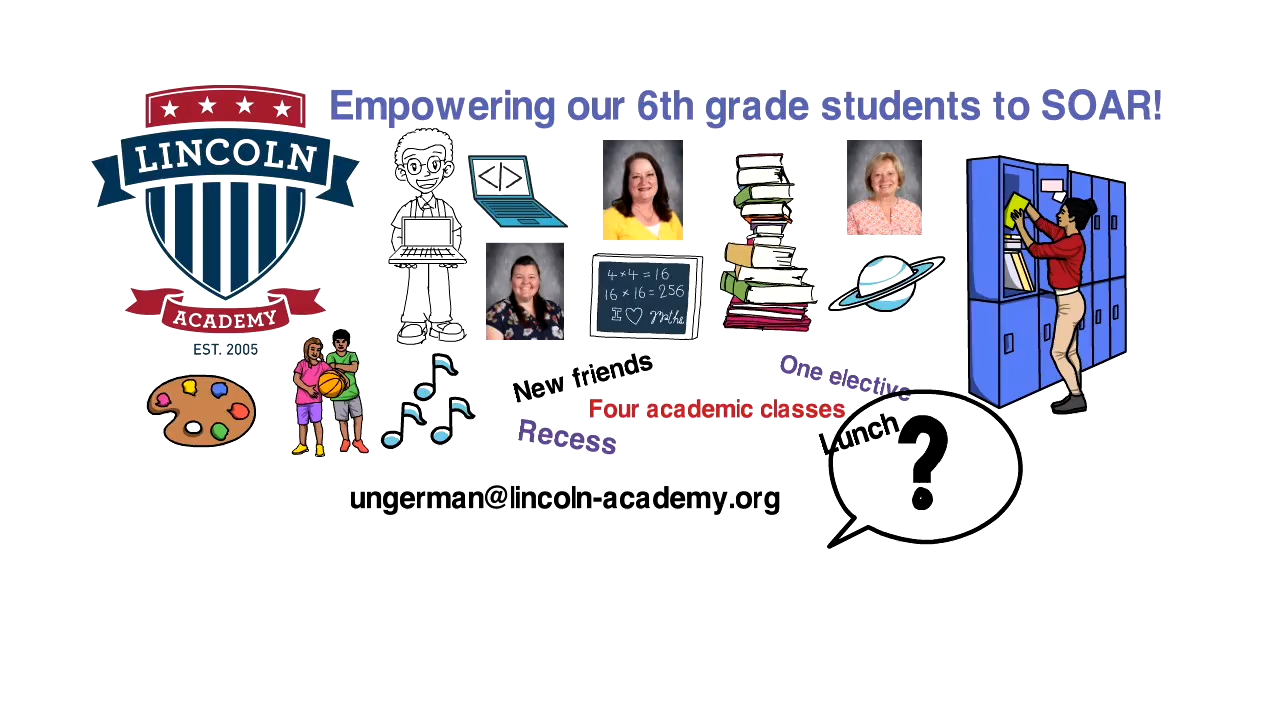 Empowering our 6th grade students to SOAR!
LINCOLN
ACADEMY
EST. 2005
</>
4 × 4 = 16
16 × 16 = 256
I ♡ Maths
New friends
One elective
Four academic classes
Recess
Lunch
?
ungerman@lincoln-academy.org